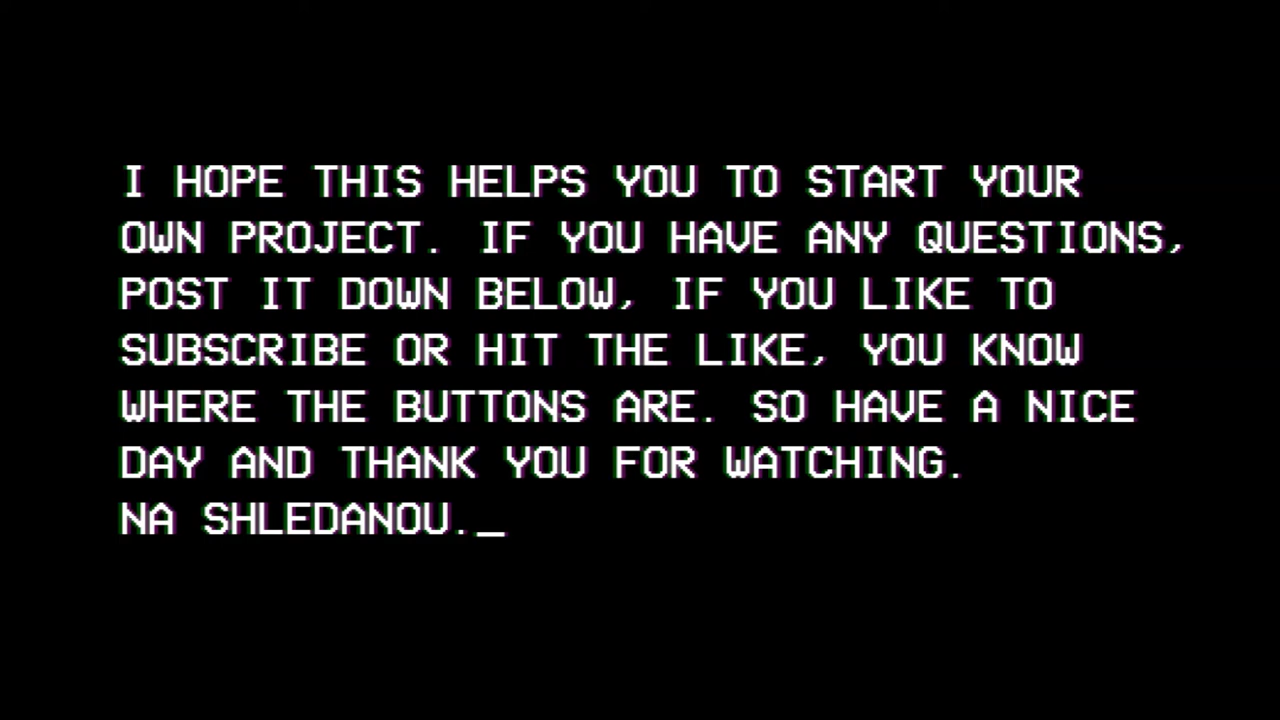 I HOPE THIS HELPS YOU TO START YOUR
OWN PROJECT. IF YOU HAVE ANY QUESTIONS,
POST IT DOWN BELOW, IF YOU LIKE TO
SUBSCRIBE OR HIT THE LIKE, YOU KNOW
WHERE THE BUTTONS ARE. SO HAVE A NICE
DAY AND THANK YOU FOR WATCHING.
NA SHLEDANOU._